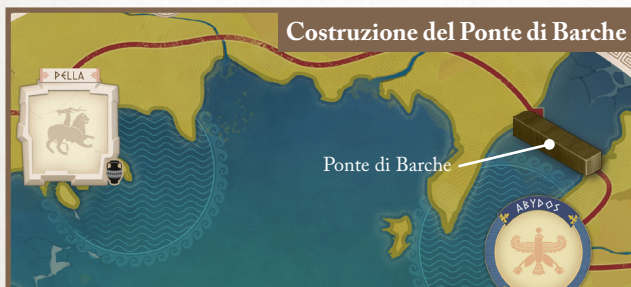 Costruzione del Ponte di Barche
PELLA
Ponte di Barche
ABYDOS